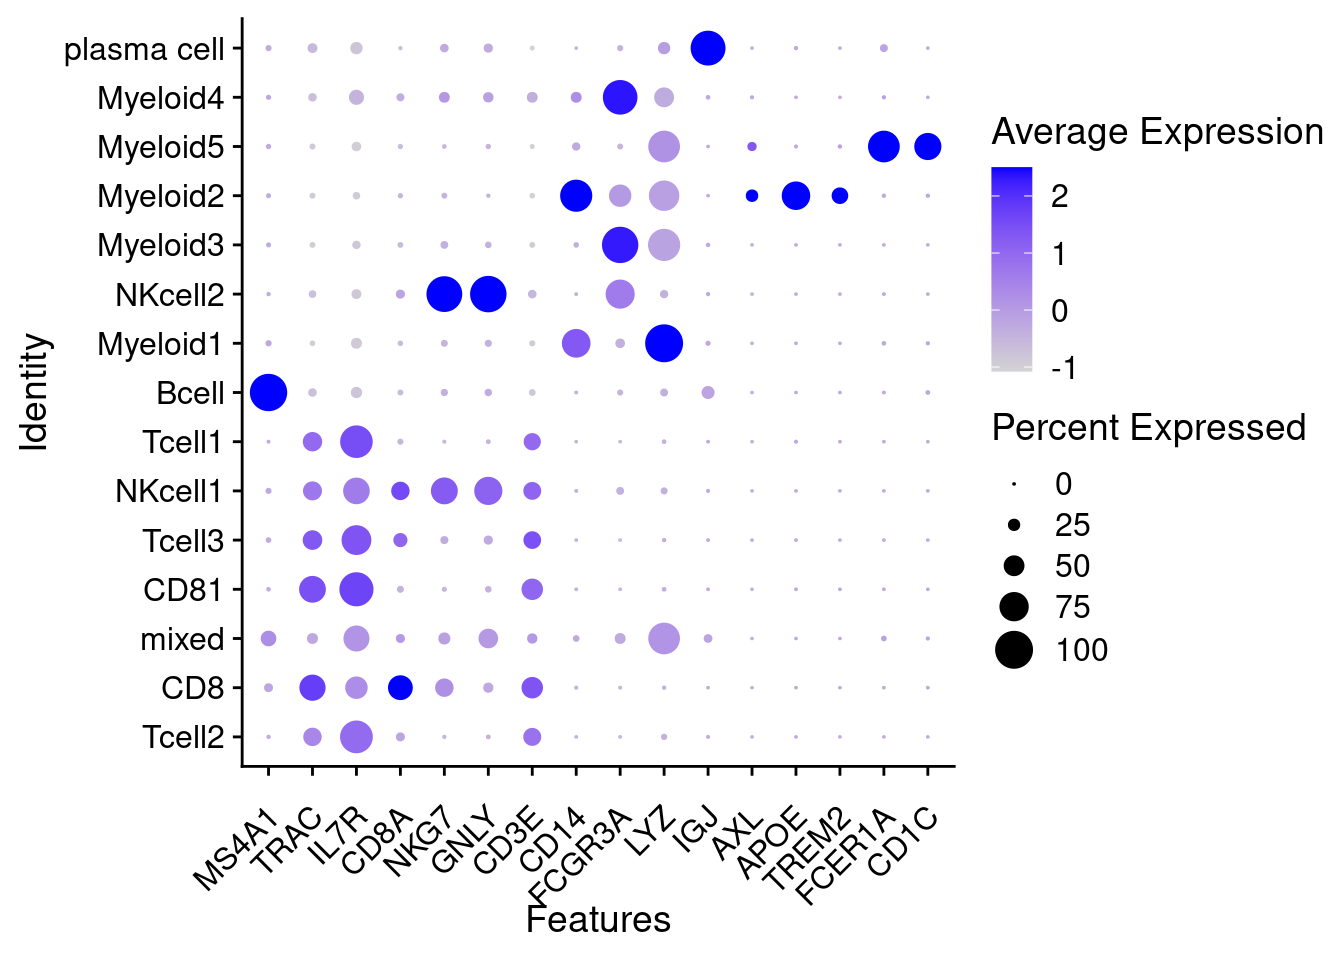 plasma cell
Myeloid4
Myeloid5
Myeloid2
Myeloid3
NKcell2
Myeloid1
Bcell
Tcell1
NKcell1
Tcell3
CD81
mixed
CD8
Tcell2
Identity
MS4A1
TRAC
IL7R
CD8A
NKG7
GNLY
CD3E
CD14
FCGR3A
LYZ
IGJ
AXL
APOE
TREM2
FCER1A
CD1C
Features
Average Expression
2
1
0
-1
Percent Expressed
0
25
50
75
100